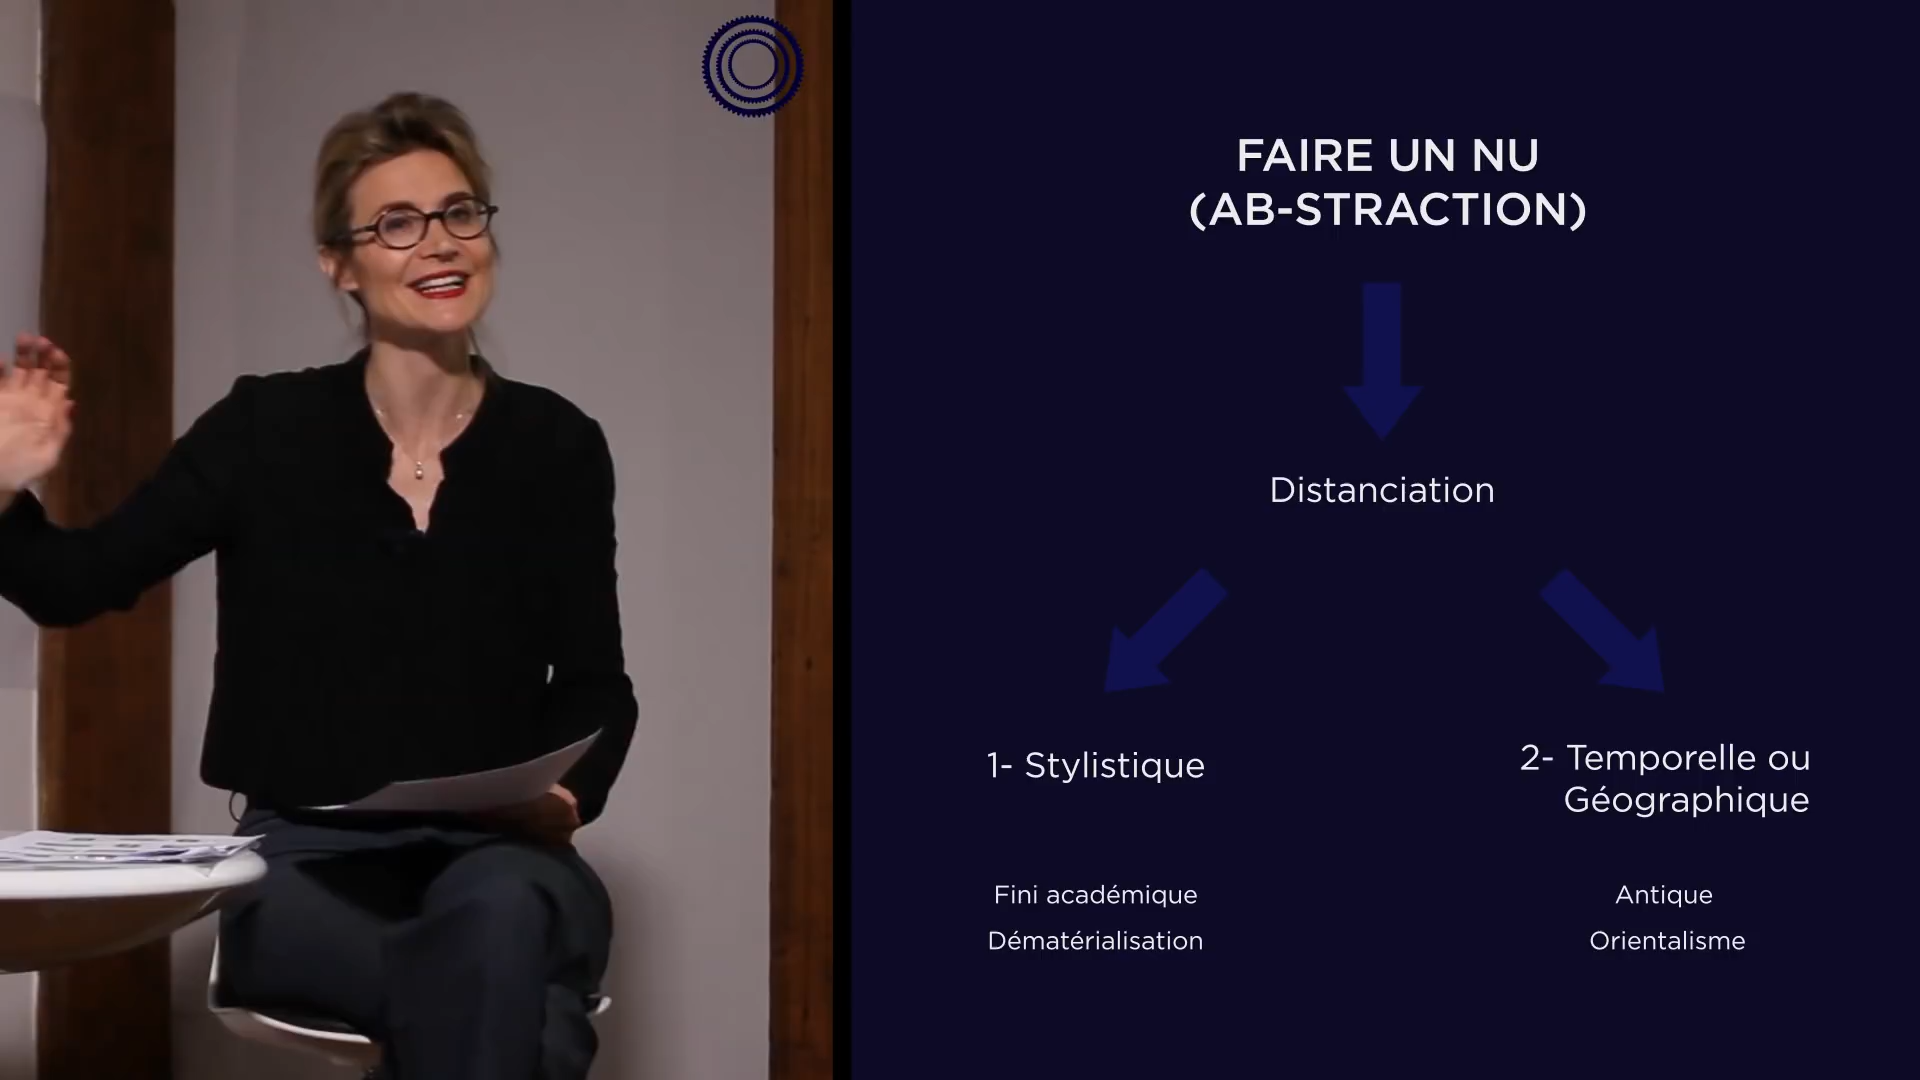 FAIRE UN NU
(AB-STRACTION)
Distanciation
1- Stylistique
2- Temporelle ou
Géographique
Fini académique
Dématérialisation
Antique
Orientalisme